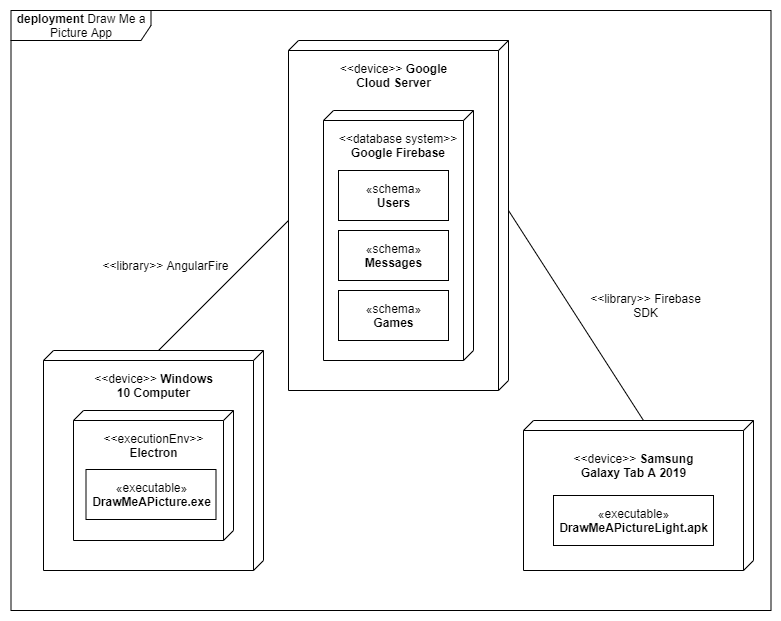 deployment Draw Me a
Picture App
<<device>> Google
Cloud Server
<<database system>>
Google Firebase
«schema»
Users
«schema»
Messages
«schema»
Games
<<library>> AngularFire
<<library>> Firebase
SDK
<<device>> Windows
10 Computer
<<executionEnv>>
Electron
«executable»
DrawMeAPicture.exe
<<device>> Samsung
Galaxy Tab A 2019
«executable»
DrawMeAPictureLight.apk